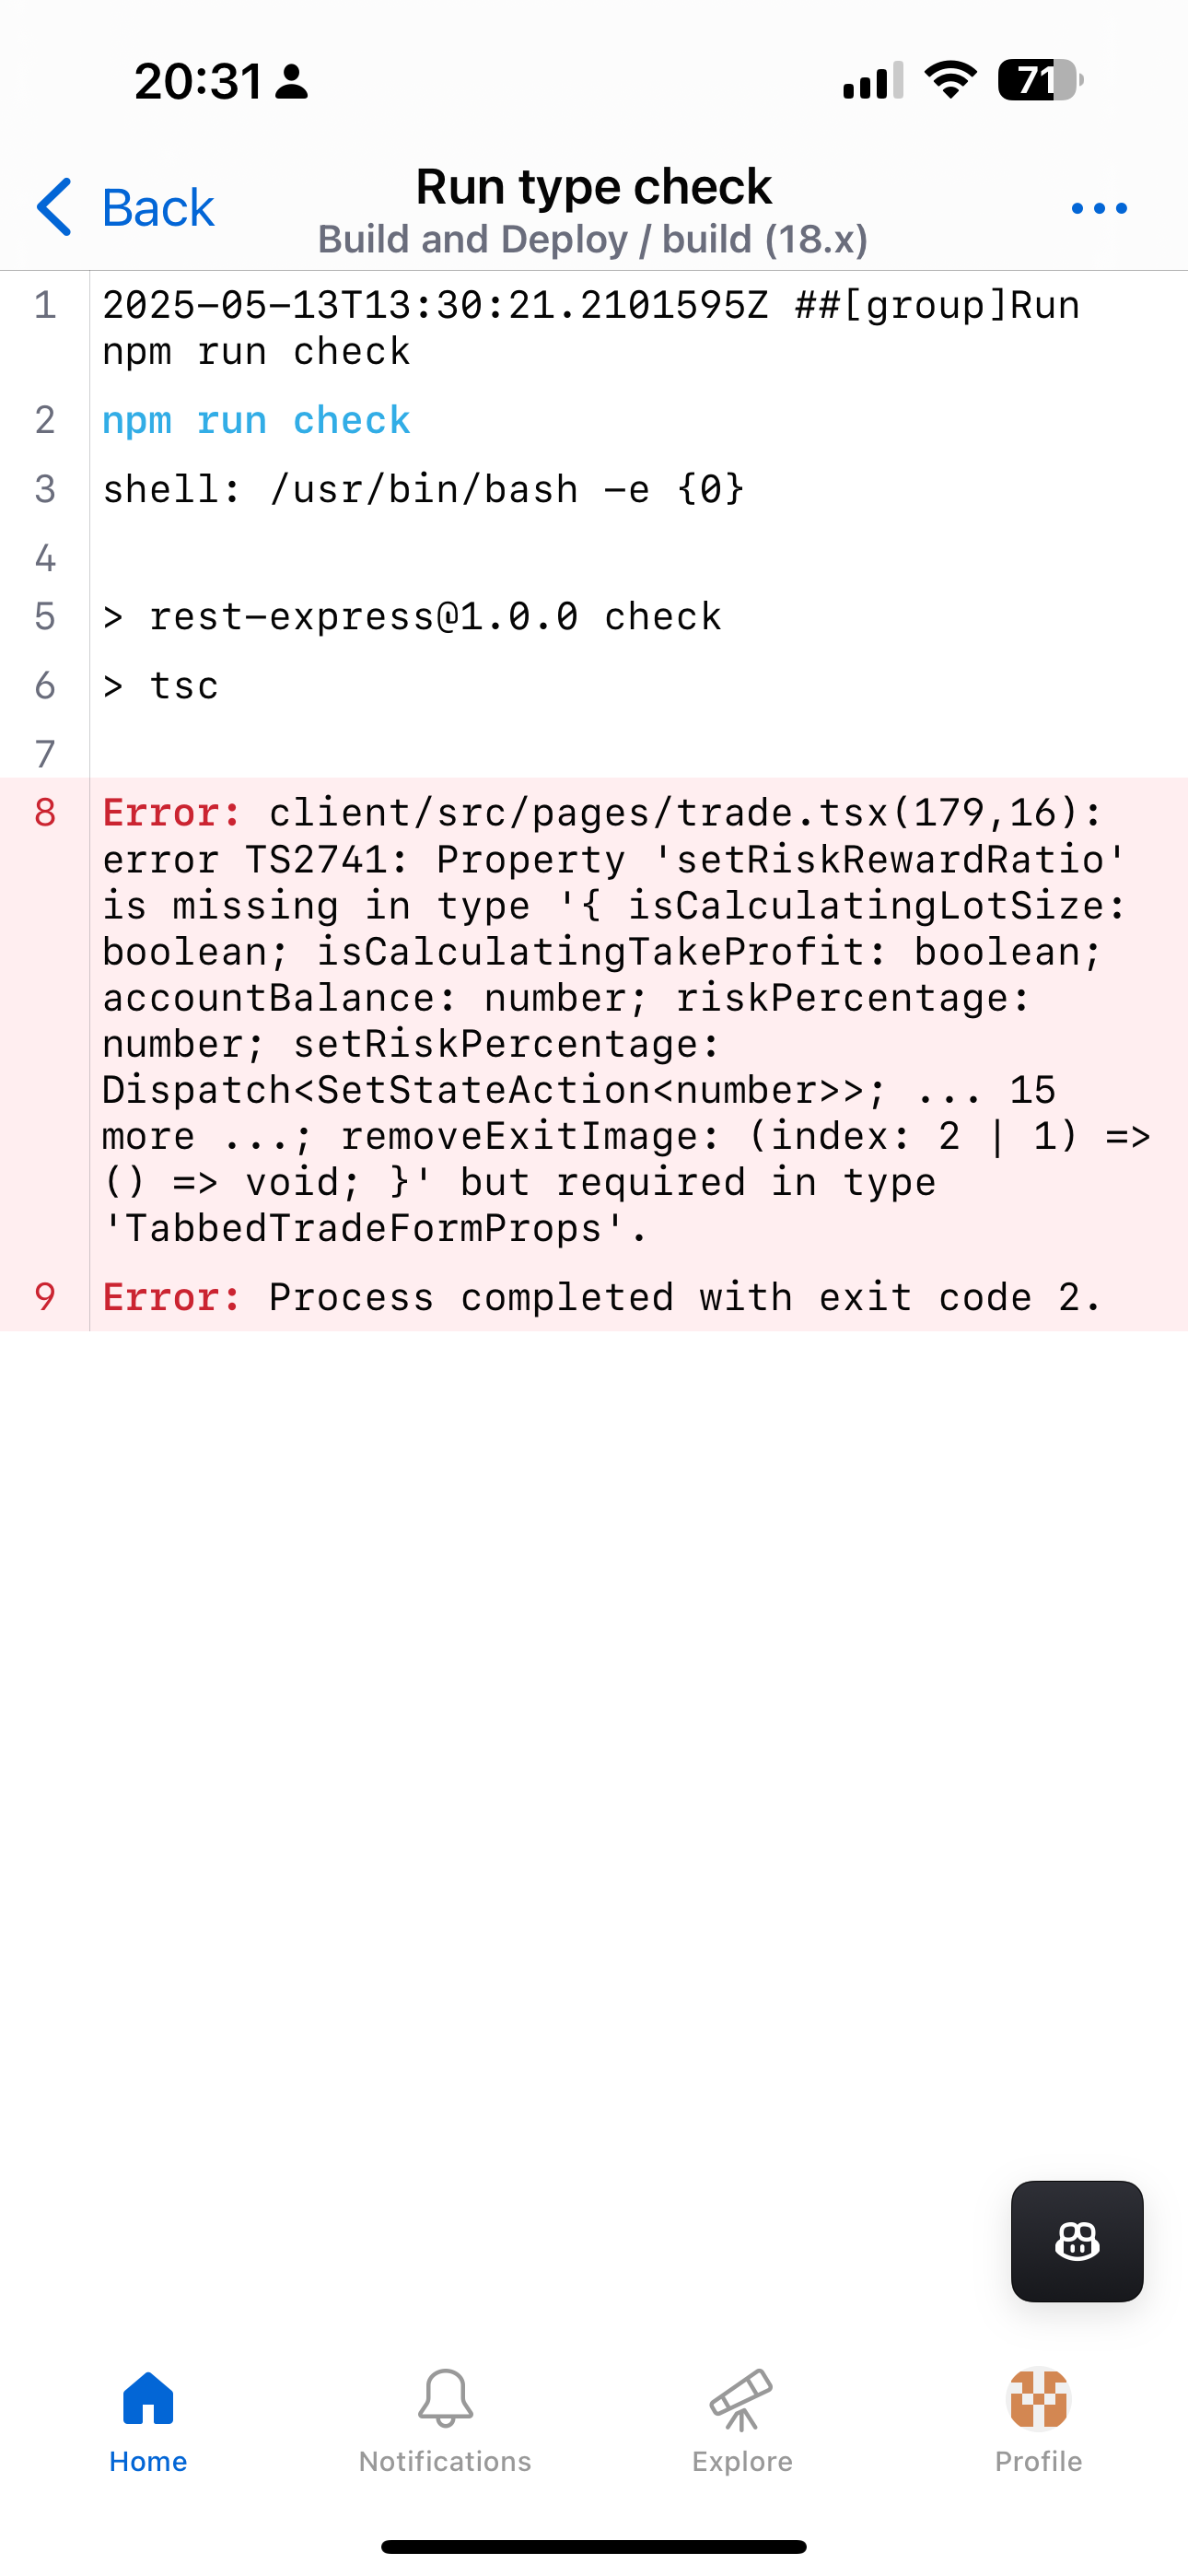 20:31
71
Back
Run type check
Build and Deploy / build (18.x)
1 2025-05-13T13:30:21.2101595Z ##[group]Run
npm run check
2 npm run check
3 shell: /usr/bin/bash -e {0}
4
5 > rest-express@1.0.0 check
6 > tsc
7
8 Error: client/src/pages/trade.tsx(179,16):
error TS2741: Property 'setRiskRewardRatio'
is missing in type '{ isCalculatingLotSize:
boolean; isCalculatingTakeProfit: boolean;
accountBalance: number; riskPercentage:
number; setRiskPercentage:
Dispatch<SetStateAction<number>>; ... 15
more ...; removeExitImage: (index: 2 | 1) =>
() => void; }' but required in type
'TabbedTradeFormProps'.
9 Error: Process completed with exit code 2.
Home
Notifications
Explore
Profile